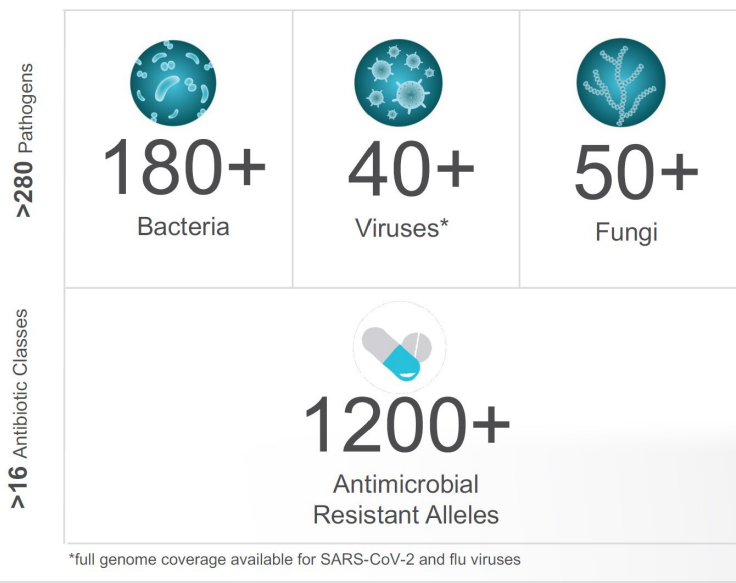 >280 Pathogens
180+
Bacteria
40+
Viruses*
50+
Fungi
>16 Antibiotic Classes
1200+
Antimicrobial
Resistant Alleles
*full genome coverage available for SARS-CoV-2 and flu viruses